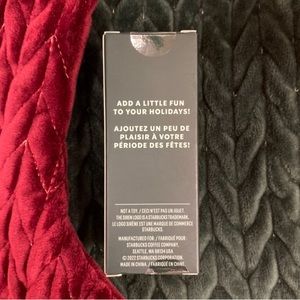 ADD A LITTLE FUN
TO YOUR HOLIDAYS!
AJOUTEZ UN PEU DE
PLAISIR À VOTRE
PÉRIODE DES FÊTES!
NOT A TOY. / CECI N'EST PAS UN JOUET.
THE SIREN LOGO IS A STARBUCKS TRADEMARK.
LE LOGO SIRÈNE EST UNE MARQUE DE COMMERCE
STARBUCKS.
MANUFACTURED FOR: / FABRIQUÉ POUR:
STARBUCKS COFFEE COMPANY,
SEATTLE, WA 98134 USA
© 2022 STARBUCKS CORPORATION.
MADE IN CHINA. / FABRIQUÉ EN CHINE.